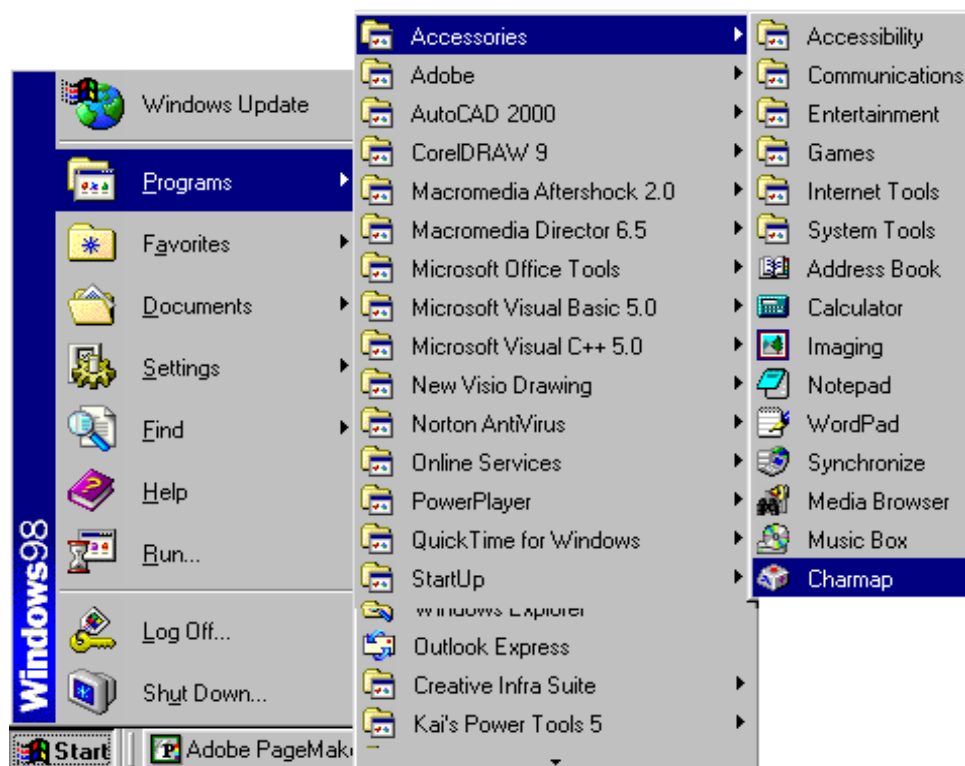 Windows98
Windows Update
Programs
Favorites
Documents
Settings
Find
Help
Run...
Log Off...
Shut Down...
Start
Adobe PageMak
Accessories
Adobe
AutoCAD 2000
CorelDRAW 9
Macromedia Aftershock 2.0
Macromedia Director 6.5
Microsoft Office Tools
Microsoft Visual Basic 5.0
Microsoft Visual C++ 5.0
New Visio Drawing
Norton AntiVirus
Online Services
PowerPlayer
QuickTime for Windows
StartUp
Windows Explorer
Outlook Express
Creative Infra Suite
Kai's Power Tools 5
Accessibility
Communications
Entertainment
Games
Internet Tools
System Tools
Address Book
Calculator
Imaging
Notepad
WordPad
Synchronize
Media Browser
Music Box
Charmap